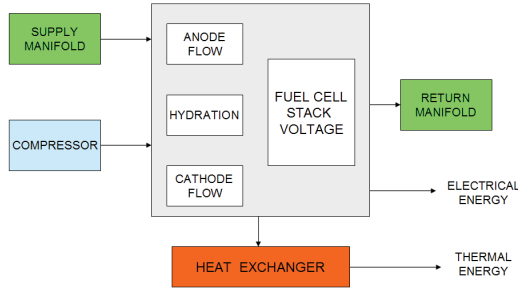 SUPPLY
MANIFOLD
ANODE
FLOW
FUEL CELL
STACK
VOLTAGE
HYDRATION
RETURN
MANIFOLD
COMPRESSOR
CATHODE
FLOW
ELECTRICAL
ENERGY
HEAT EXCHANGER
THERMAL
ENERGY